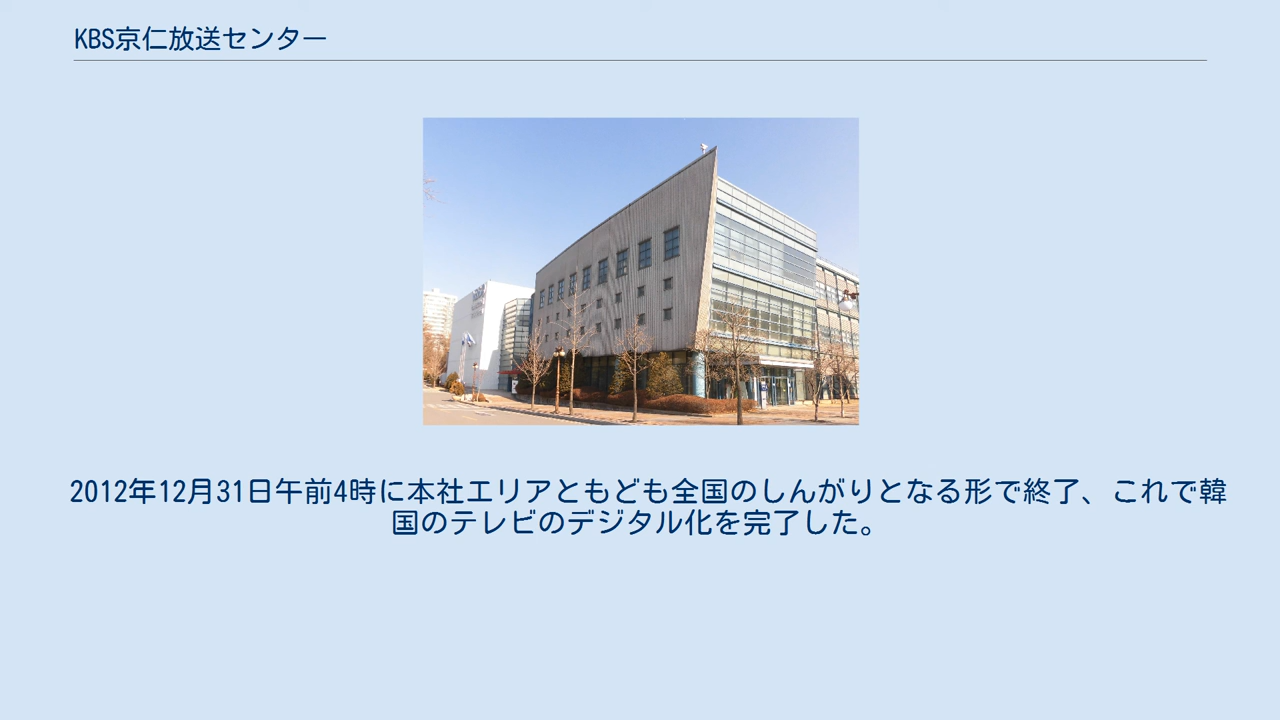 KBS京仁放送センター
2012年12月31日午前4時に本社エリアともども全国のしんがりとなる形で終了、これで韓
国のテレビのデジタル化を完了した。